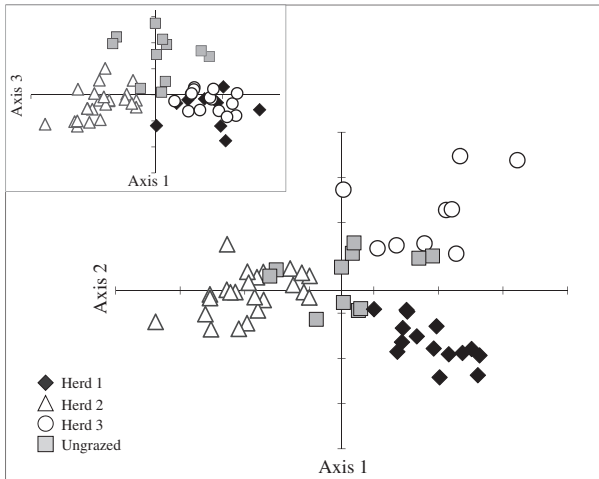 Axis 3
Axis 1
Axis 2
Herd 1
Herd 2
Herd 3
Ungrazed
Axis 1